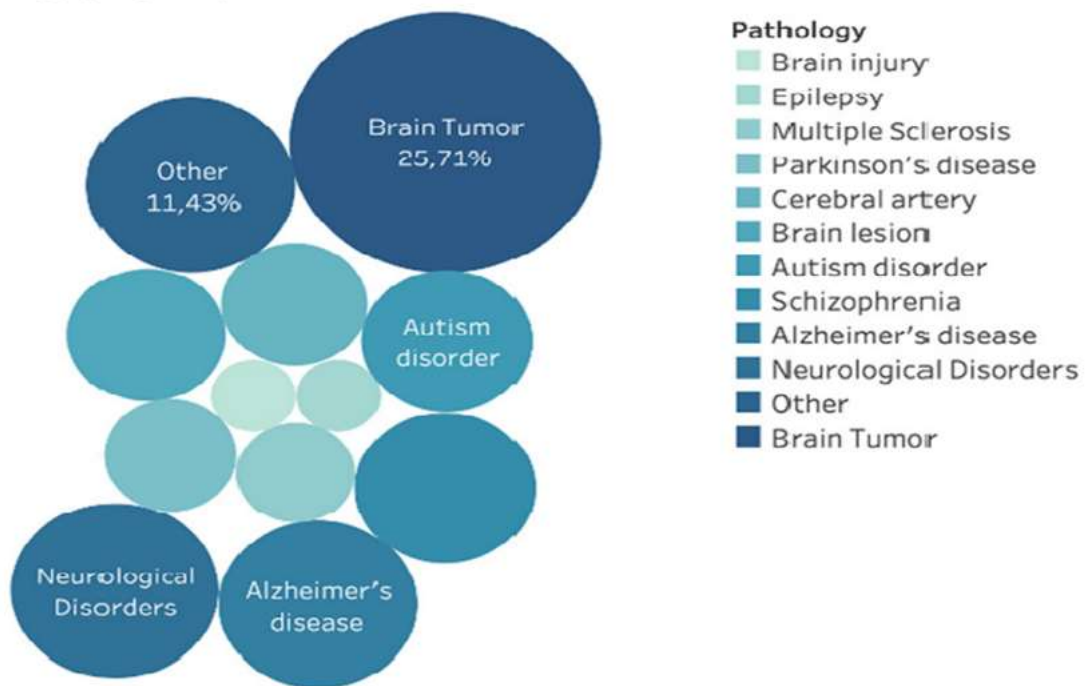 Other
11,43%
Brain Tumor
25,71%
Autism
disorder
Neurological
Disorders
Alzheimer's
disease
Pathology
Brain injury
Epilepsy
Multiple Sclerosis
Parkinson's disease
Cerebral artery
Brain lesion
Autism disorder
Schizophrenia
Alzheimer's disease
Neurological Disorders
Other
Brain Tumor